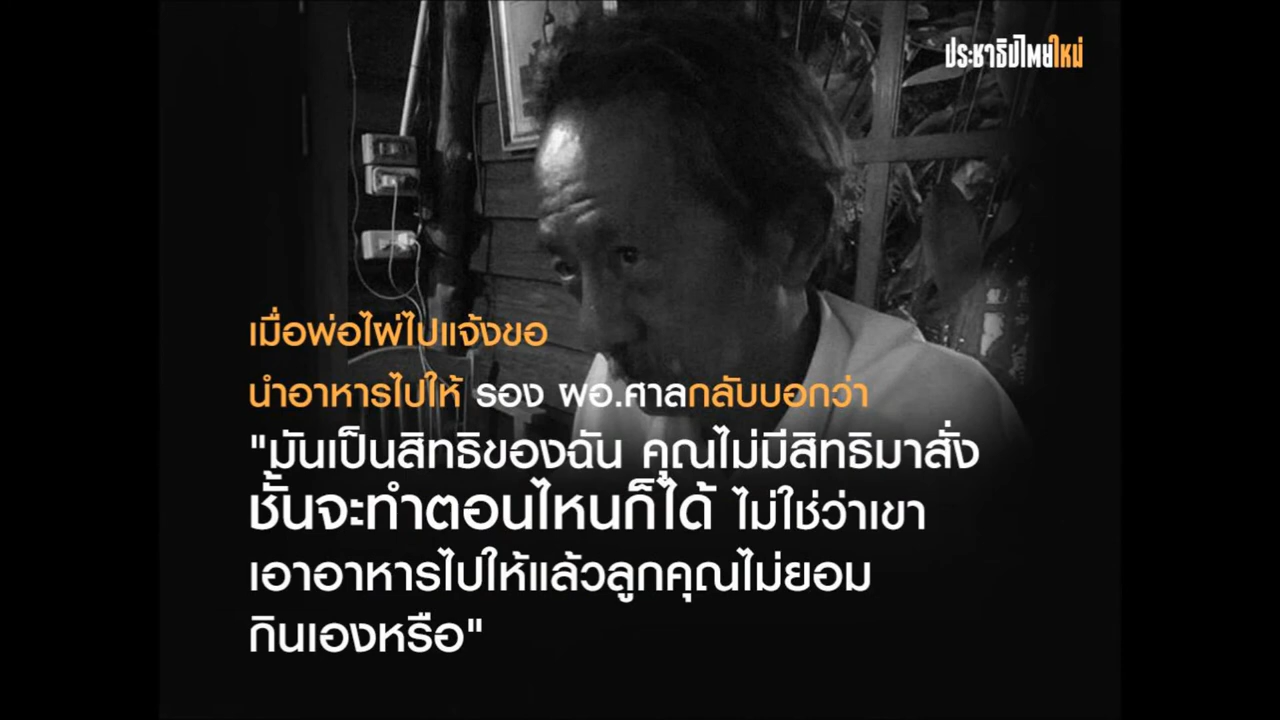 ประชาธิปไตยใหม่
เมื่อพ่อไผ่ไปแจ้งขอ
นำอาหารไปให้ รอง ผอ.ศาลกลับบอกว่า
"มันเป็นสิทธิของฉัน คุณไม่มีสิทธิมาสั่ง
ชั้นจะทำตอนไหนก็ได้ ไม่ใช่ว่าเขา
เอาอาหารไปให้แล้วลูกคุณไม่ยอม
กินเองหรือ"